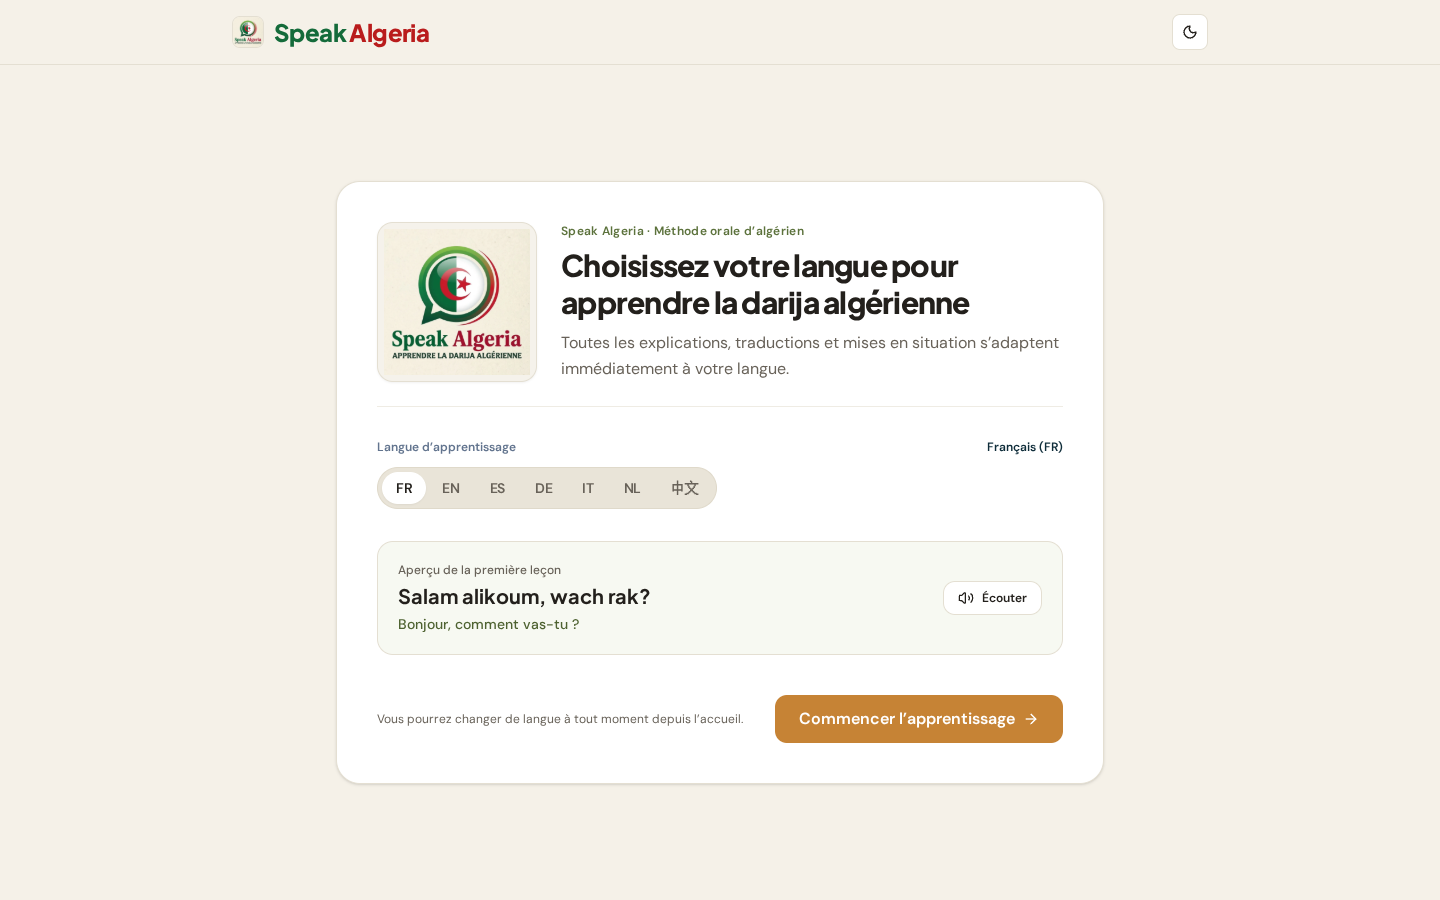 Speak Algeria
Speak Algeria · Méthode orale d’algérien
Choisissez votre langue pour
apprendre la darija algérienne
Toutes les explications, traductions et mises en situation s’adaptent
immédiatement à votre langue.
Speak Algeria
APPRENDRE LA DARIJA ALGÉRIENNE
Langue d’apprentissage
Français (FR)
FR EN ES DE IT NL 中文
Aperçu de la première leçon
Salam alikoum, wach rak?
Bonjour, comment vas-tu ?
Écouter
Vous pourrez changer de langue à tout moment depuis l’accueil.
Commencer l’apprentissage